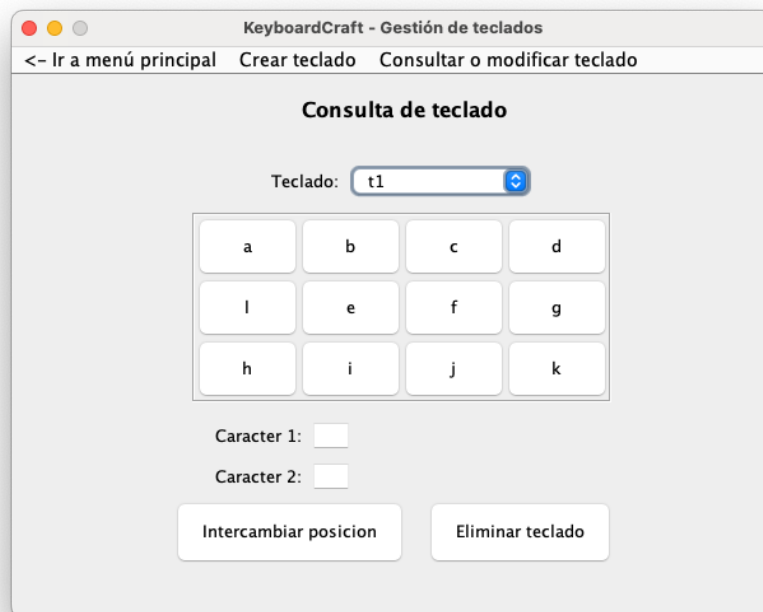 KeyboardCraft - Gestión de teclados
<- Ir a menú principal Crear teclado Consultar o modificar teclado
Consulta de teclado
Teclado: t1
a b c d
l e f g
h i j k
Caracter 1:
Caracter 2:
Intercambiar posicion Eliminar teclado